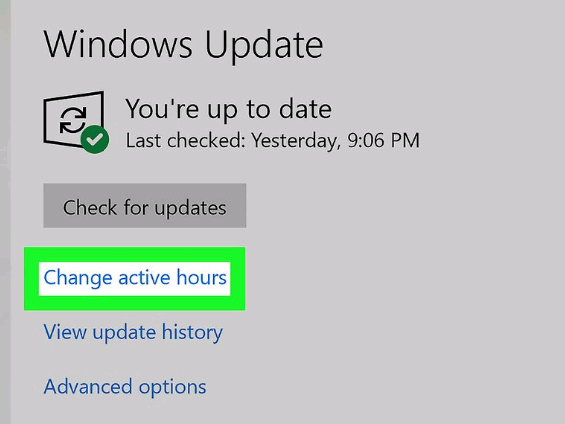 Windows Update
You're up to date
Last checked: Yesterday, 9:06 PM
Check for updates
Change active hours
View update history
Advanced options